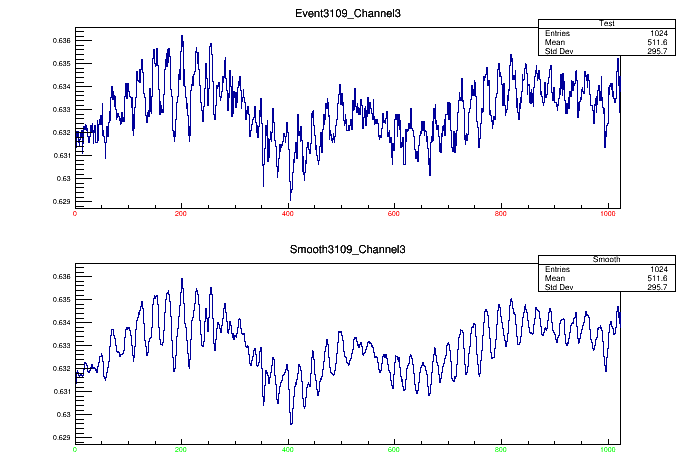 Event3109_Channel3
Test
Entries 1024
Mean 511.6
Std Dev 295.7
0.636
0.635
0.634
0.633
0.632
0.631
0.63
0.629
0 200 400 600 800 1000
Smooth3109_Channel3
Smooth
Entries 1024
Mean 511.6
Std Dev 295.7
0.636
0.635
0.634
0.633
0.632
0.631
0.63
0.629
0 200 400 600 800 1000